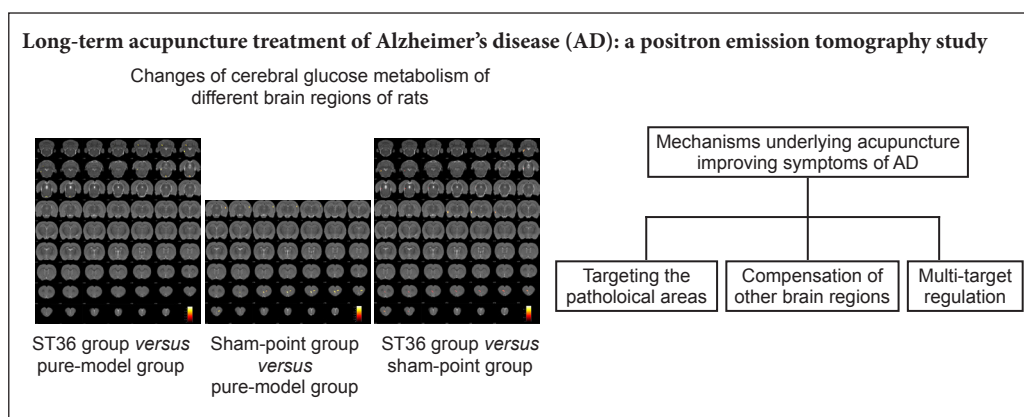 Long-term acupuncture treatment of Alzheimer's disease (AD): a positron emission tomography study
Changes of cerebral glucose metabolism of
different brain regions of rats
ST36 group versus
pure-model group
Sham-point group
versus
pure-model group
ST36 group versus
sham-point group
Mechanisms underlying acupuncture
improving symptoms of AD
Targeting the
patholoical areas
Compensation of
other brain regions
Multi-target
regulation